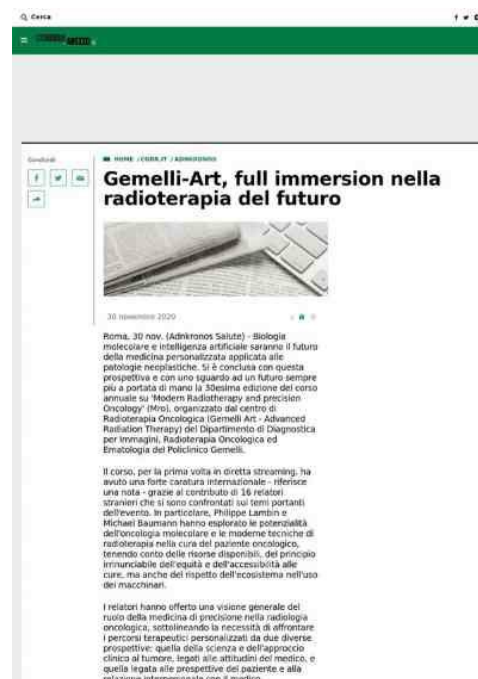 Cerca
CORRIERE AREZZO
Condividi
HOME / CORR.IT / ADNKRONOS
Gemelli-Art, full immersion nella
radioterapia del futuro
30 novembre 2020
Roma, 30 nov. (Adnkronos Salute) - Biologia
molecolare e intelligenza artificiale saranno il futuro
della medicina personalizzata applicata alle
patologie neoplastiche. Si è conclusa con questa
prospettiva e con uno sguardo ad un futuro sempre
più a portata di mano la 30esima edizione del corso
annuale su 'Modern Radiotherapy and precision
Oncology' (Mro), organizzato dal centro di
Radioterapia Oncologica (Gemelli Art - Advanced
Radiation Therapy) del Dipartimento di Diagnostica
per Immagini, Radioterapia Oncologica ed
Ematologia del Policlinico Gemelli.
Il corso, per la prima volta in diretta streaming, ha
avuto una forte caratura internazionale - riferisce
una nota - grazie al contributo di 16 relatori
stranieri che si sono confrontati sui temi portanti
dell'evento. In particolare, Philippe Lambin e
Michael Baumann hanno esplorato le potenzialità
dell'oncologia molecolare e le moderne tecniche di
radioterapia nella cura del paziente oncologico,
tenendo conto delle risorse disponibili, del principio
irrinunciabile dell'equità e dell'accessibilità alle
cure, ma anche del rispetto dell'ecosistema nell'uso
dei macchinari.
I relatori hanno offerto una visione generale del
ruolo della medicina di precisione nella radiologia
oncologica, sottolineando la necessità di affrontare
i percorsi terapeutici personalizzati da due diverse
prospettive: quella della scienza e dell'approccio
clinico al tumore, legati alle attitudini del medico, e
quella legata alle prospettive del paziente e alla
relazione interpersonale con il medico.